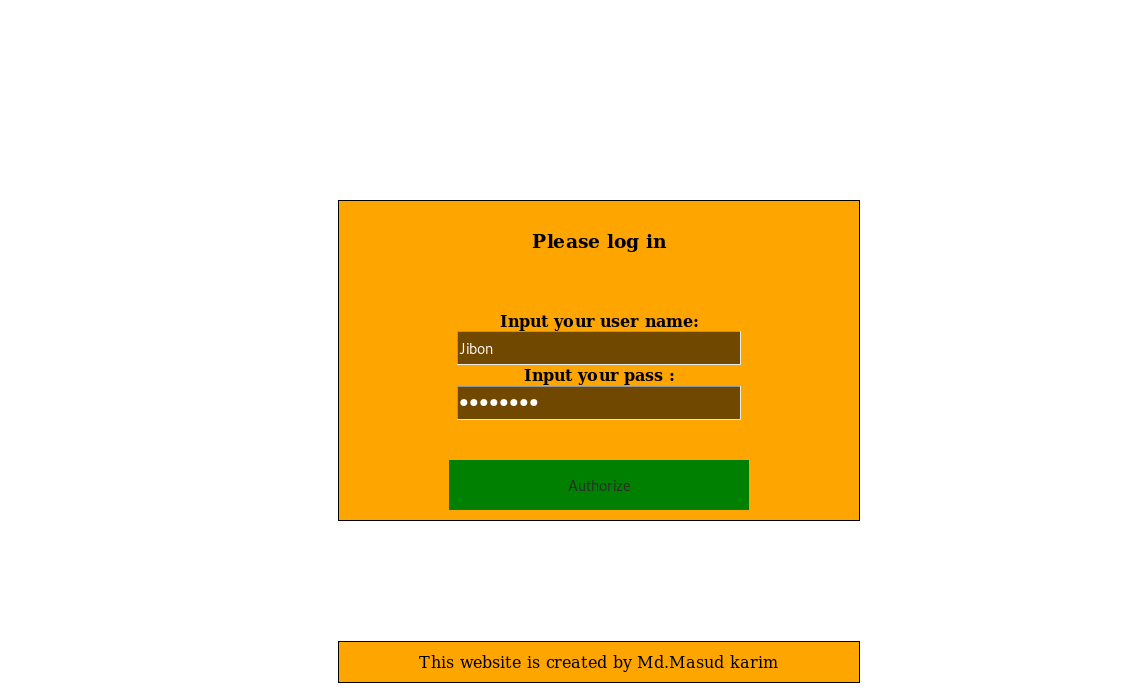 Please log in
Input your user name:
Jibon
Input your pass :
••••••••
Authorize
This website is created by Md.Masud karim